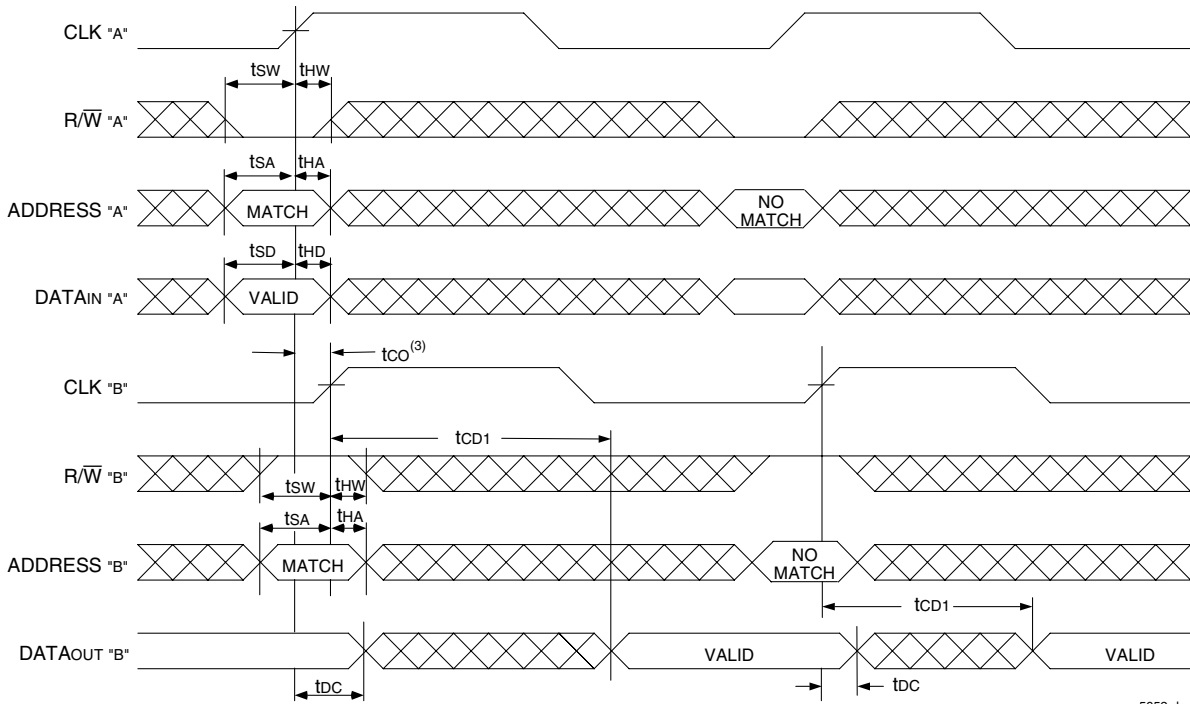 CLK "A"
tSW tHW
R/W̅ "A"
tSA tHA
ADDRESS "A" MATCH NO MATCH
tSD tHD
DATAIN "A" VALID
tCO(3)
CLK "B"
tCD1
R/W̅ "B"
tSW tHW
tSA tHA
ADDRESS "B" MATCH NO MATCH
tCD1
DATAOUT "B" VALID VALID
tDC tDC